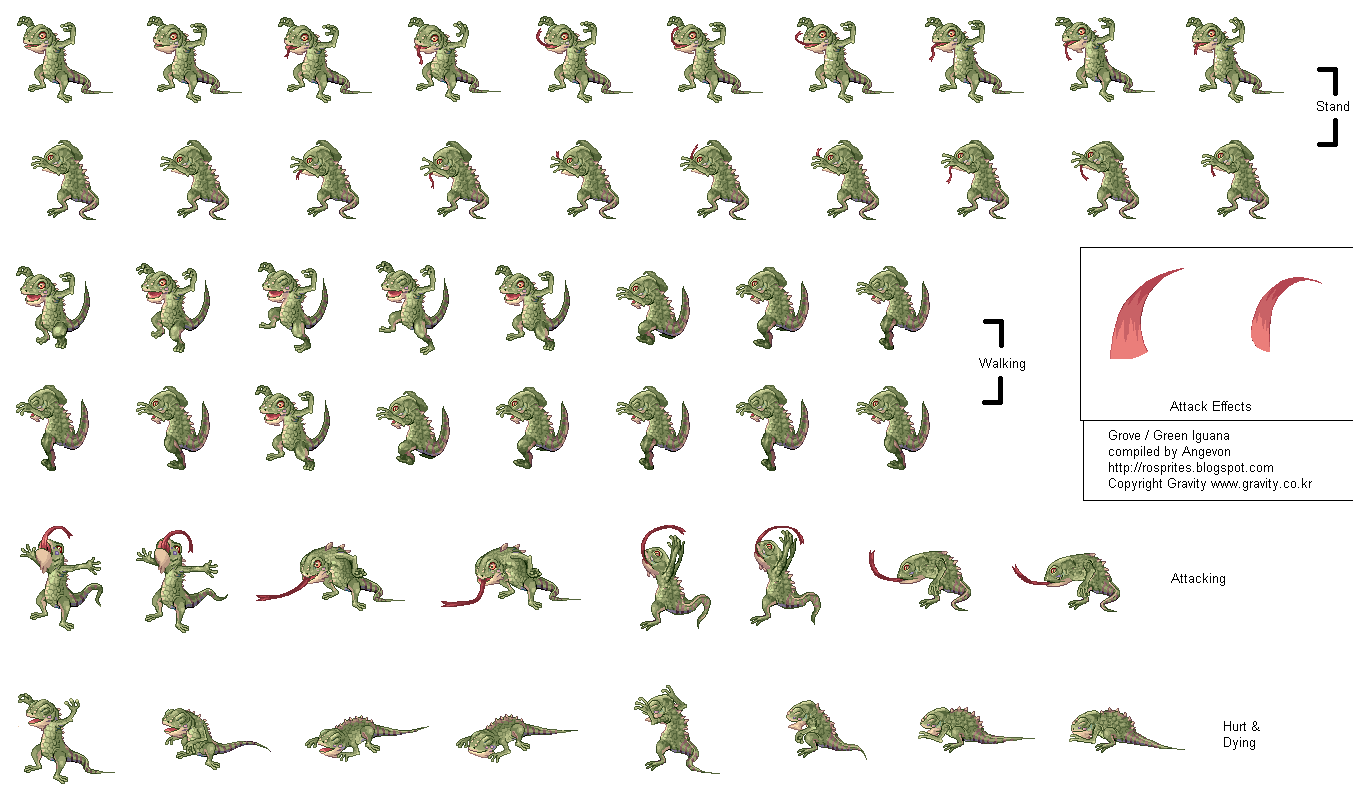 Stand
Walking
Attack Effects
Grove / Green Iguana
compiled by Angevon
http://rosprites.blogspot.com
Copyright Gravity www.gravity.co.kr
Attacking
Hurt &
Dying